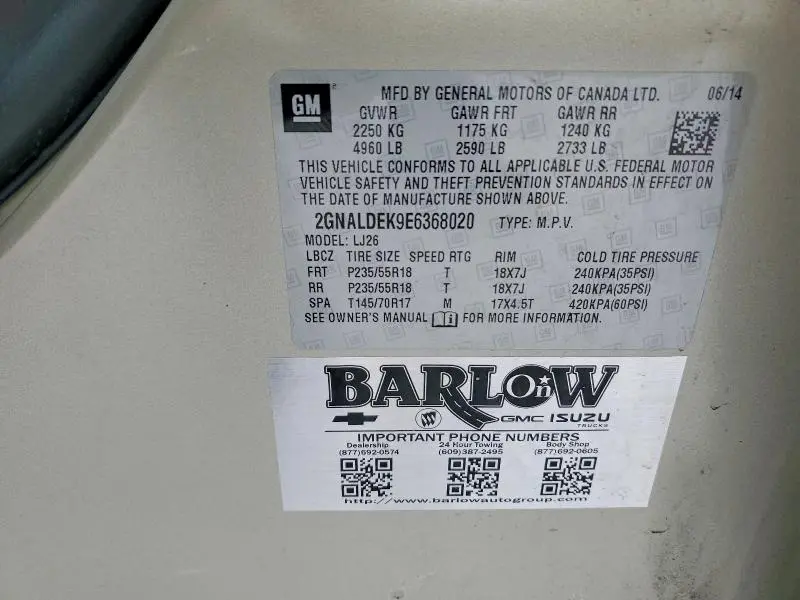 GM
MFD BY GENERAL MOTORS OF CANADA LTD. 06/14
GVWR GAWR FRT GAWR RR
2250 KG 1175 KG 1240 KG
4960 LB 2590 LB 2733 LB
THIS VEHICLE CONFORMS TO ALL APPLICABLE U.S. FEDERAL MOTOR
VEHICLE SAFETY AND THEFT PREVENTION STANDARDS IN EFFECT ON
THE DATE OF MANUFACTURE SHOWN ABOVE.
2GNALDEK9E6368020 TYPE: M.P.V.
MODEL: LJ26
LBCZ TIRE SIZE SPEED RTG RIM COLD TIRE PRESSURE
FRT P235/55R18 T 18X7J 240KPA(35PSI)
RR P235/55R18 T 18X7J 240KPA(35PSI)
SPA T145/70R17 M 17X4.5T 420KPA(60PSI)
SEE OWNER'S MANUAL i FOR MORE INFORMATION.
BARLOW
On
GMC ISUZU
TRUCKS
IMPORTANT PHONE NUMBERS
Dealership 24 Hour Towing Body Shop
(877)692-0574 (609)387-2495 (877)692-0605
http://www.barlowautogroup.com